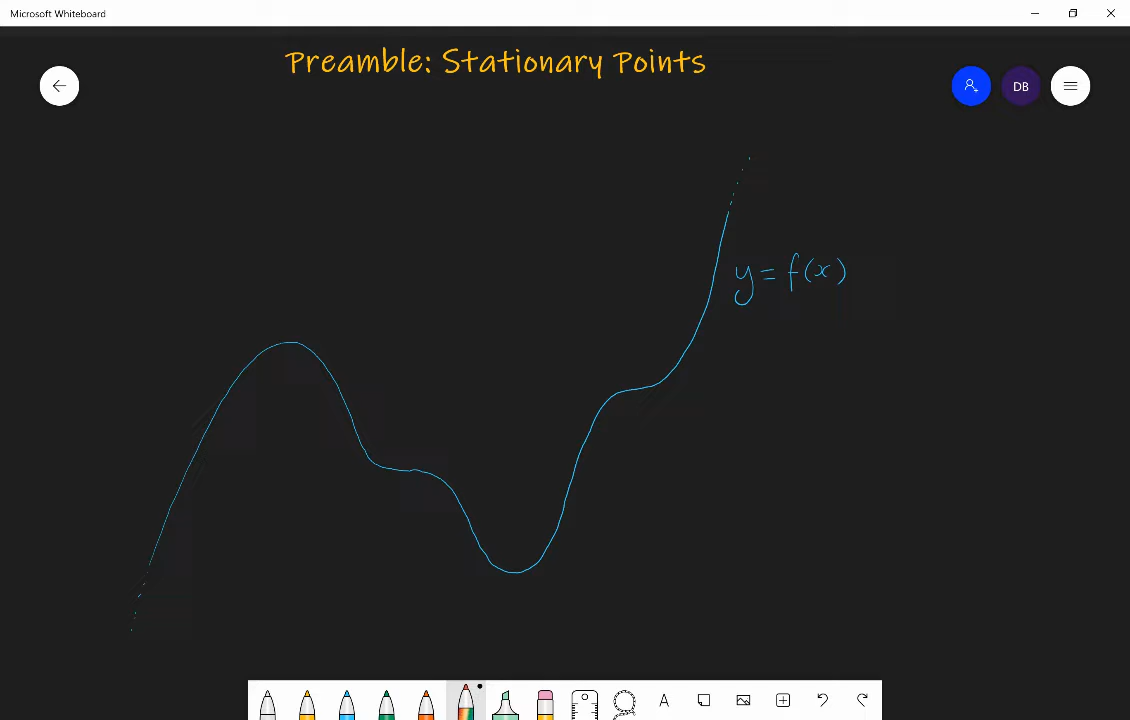 Microsoft Whiteboard
Preamble: Stationary Points
DB
y = f(x)
A